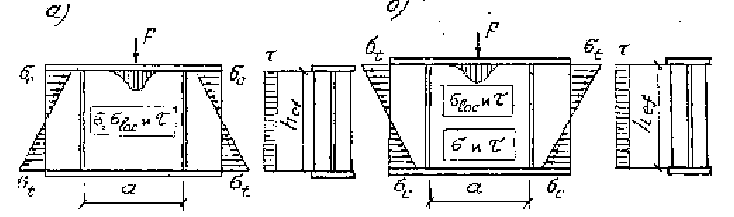 а) б)
F F
σc σc τ σt σt τ
σ, σloc и τ hef σloc и τ hef
σ и τ
σt a σt σc a σc